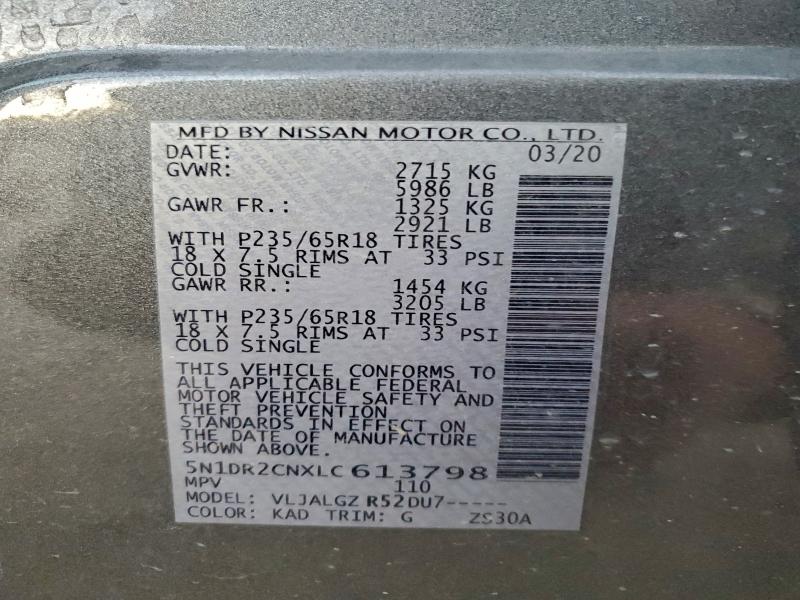 MFD BY NISSAN MOTOR CO., LTD.
DATE: 03/20
GVWR: 2715 KG
5986 LB
GAWR FR.: 1325 KG
2921 LB
WITH P235/65R18 TIRES
18 X 7.5 RIMS AT 33 PSI
COLD SINGLE
GAWR RR.: 1454 KG
3205 LB
WITH P235/65R18 TIRES
18 X 7.5 RIMS AT 33 PSI
COLD SINGLE
THIS VEHICLE CONFORMS TO
ALL APPLICABLE FEDERAL
MOTOR VEHICLE SAFETY AND
THEFT PREVENTION
STANDARDS IN EFFECT ON
THE DATE OF MANUFACTURE
SHOWN ABOVE.
5N1DR2CNXLC613798
MPV 110
MODEL: VLJALGZ R52DU7-----
COLOR: KAD TRIM: G ZS30A